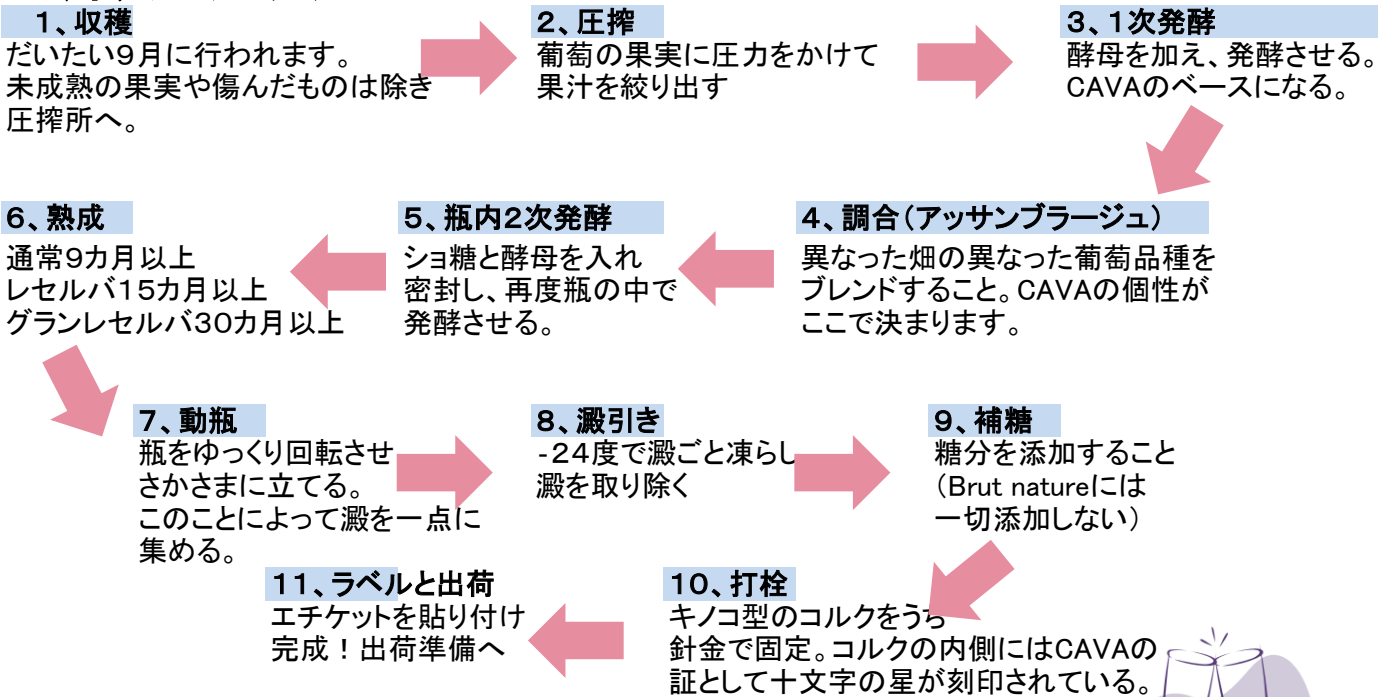 1、収穫
だいたい9月に行われます。
未成熟の果実や傷んだものは除き
圧搾所へ。
2、圧搾
葡萄の果実に圧力をかけて
果汁を絞り出す
3、1次発酵
酵母を加え、発酵させる。
CAVAのベースになる。
4、調合(アッサンブラージュ)
異なった畑の異なった葡萄品種を
ブレンドすること。CAVAの個性が
ここで決まります。
5、瓶内2次発酵
ショ糖と酵母を入れ
密封し、再度瓶の中で
発酵させる。
6、熟成
通常9カ月以上
レセルバ15カ月以上
グランレセルバ30カ月以上
7、動瓶
瓶をゆっくり回転させ
さかさまに立てる。
このことによって澱を一点に
集める。
8、澱引き
-24度で澱ごと凍らし
澱を取り除く
9、補糖
糖分を添加すること
(Brut natureには
一切添加しない)
10、打栓
キノコ型のコルクをうち
針金で固定。コルクの内側にはCAVAの
証として十文字の星が刻印されている。
11、ラベルと出荷
エチケットを貼り付け
完成!出荷準備へ